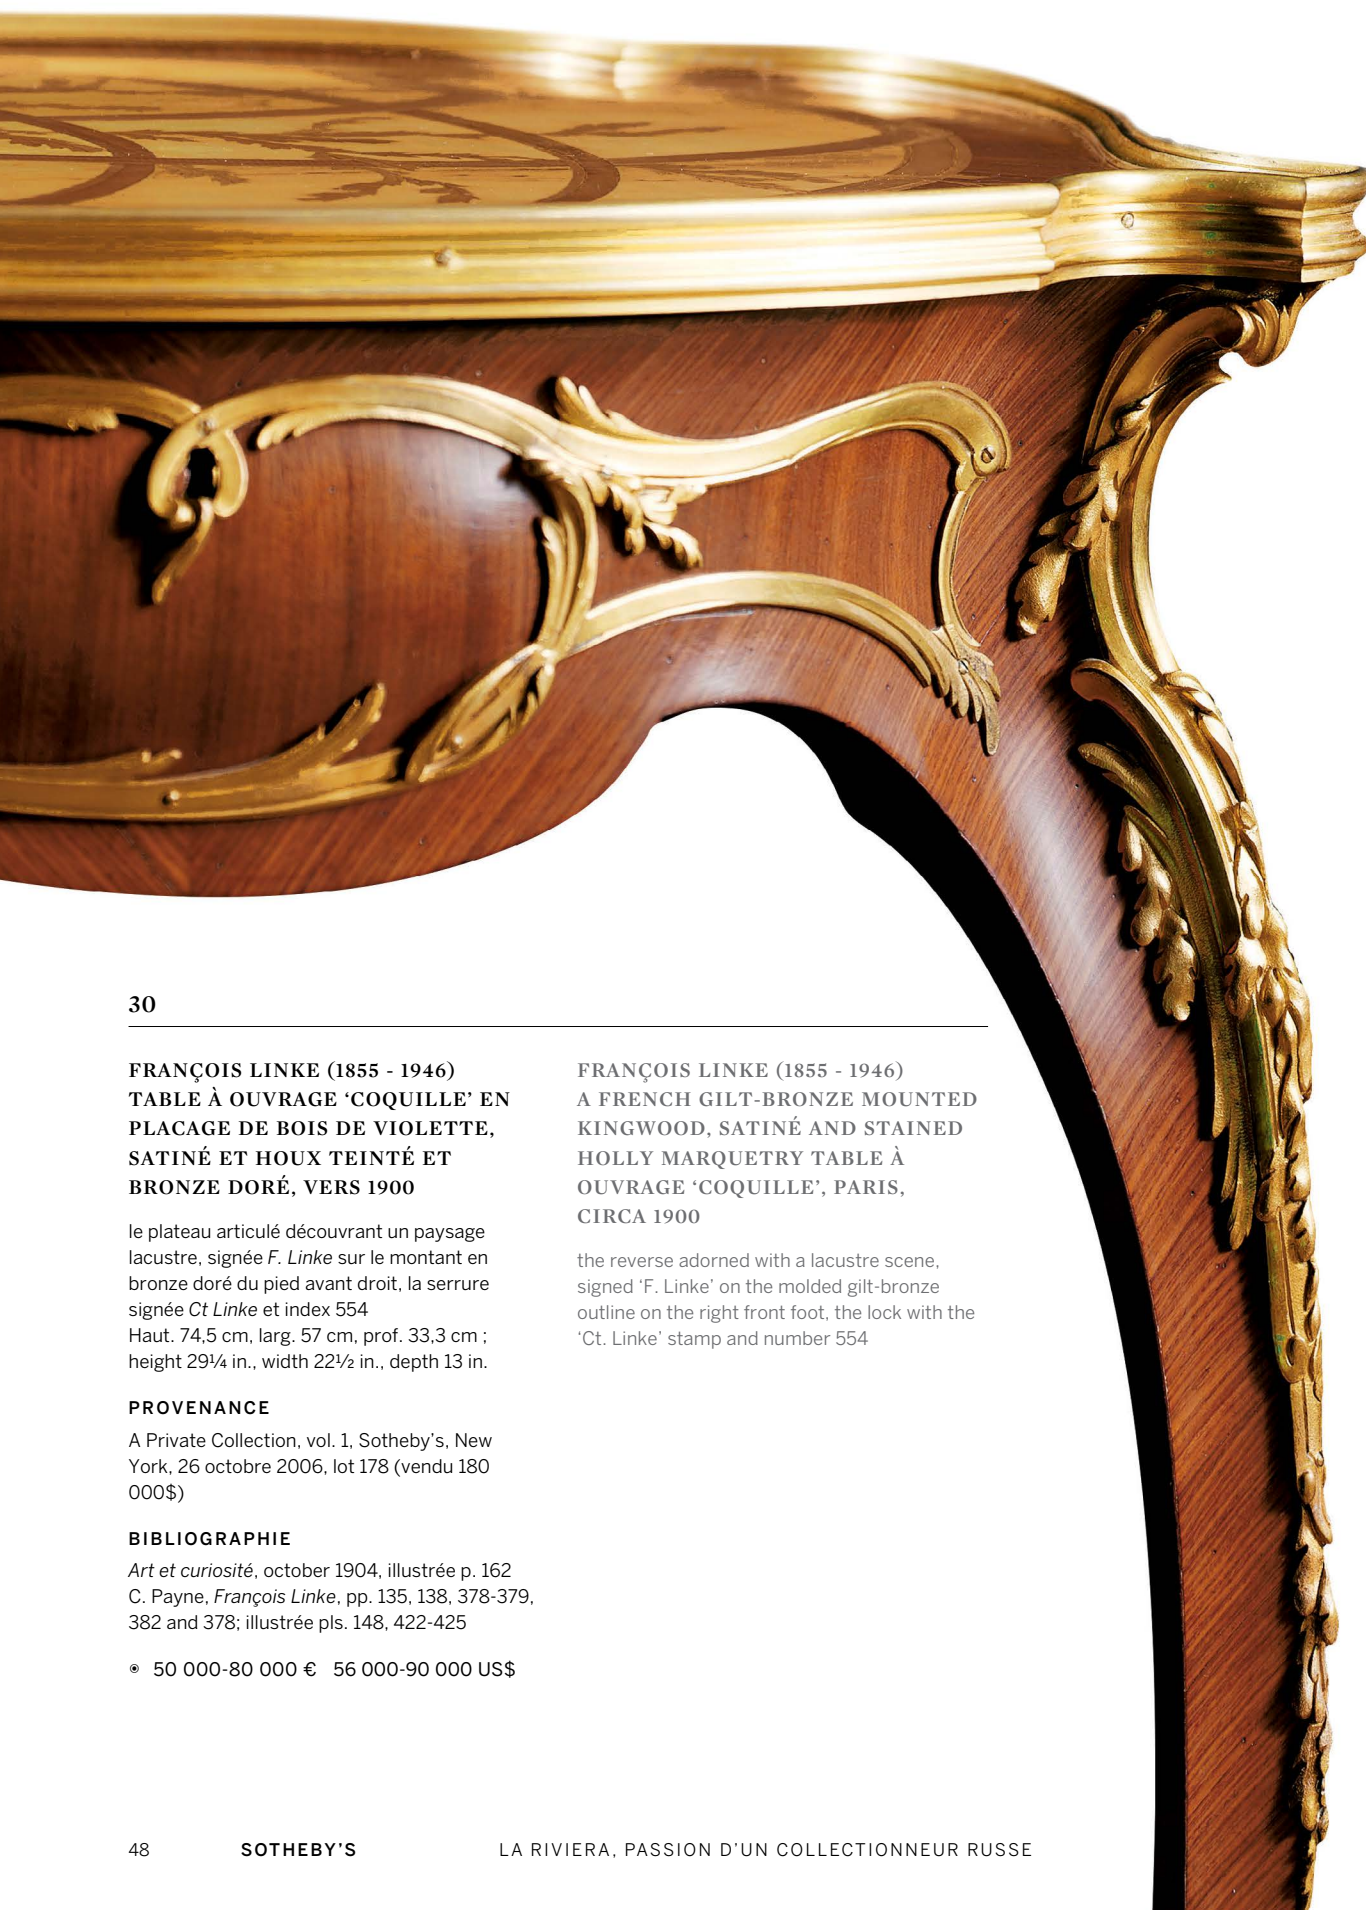 30
FRANÇOIS LINKE (1855 - 1946)
TABLE À OUVRAGE ‘COQUILLE’ EN
PLACAGE DE BOIS DE VIOLETTE,
SATINÉ ET HOUX TEINTÉ ET
BRONZE DORÉ, VERS 1900
le plateau articulé découvrant un paysage
lacustre, signée F. Linke sur le montant en
bronze doré du pied avant droit, la serrure
signée Ct Linke et index 554
Haut. 74,5 cm, larg. 57 cm, prof. 33,3 cm ;
height 29¼ in., width 22½ in., depth 13 in.
PROVENANCE
A Private Collection, vol. 1, Sotheby’s, New
York, 26 octobre 2006, lot 178 (vendu 180
000$)
BIBLIOGRAPHIE
Art et curiosité, october 1904, illustrée p. 162
C. Payne, François Linke, pp. 135, 138, 378-379,
382 and 378; illustrée pls. 148, 422-425
◉ 50 000-80 000 € 56 000-90 000 US$
FRANÇOIS LINKE (1855 - 1946)
A FRENCH GILT-BRONZE MOUNTED
KINGWOOD, SATINÉ AND STAINED
HOLLY MARQUETRY TABLE À
OUVRAGE ‘COQUILLE’, PARIS,
CIRCA 1900
the reverse adorned with a lacustre scene,
signed ‘F. Linke’ on the molded gilt-bronze
outline on the right front foot, the lock with the
‘Ct. Linke’ stamp and number 554
48 SOTHEBY’S LA RIVIERA, PASSION D’UN COLLECTIONNEUR RUSSE